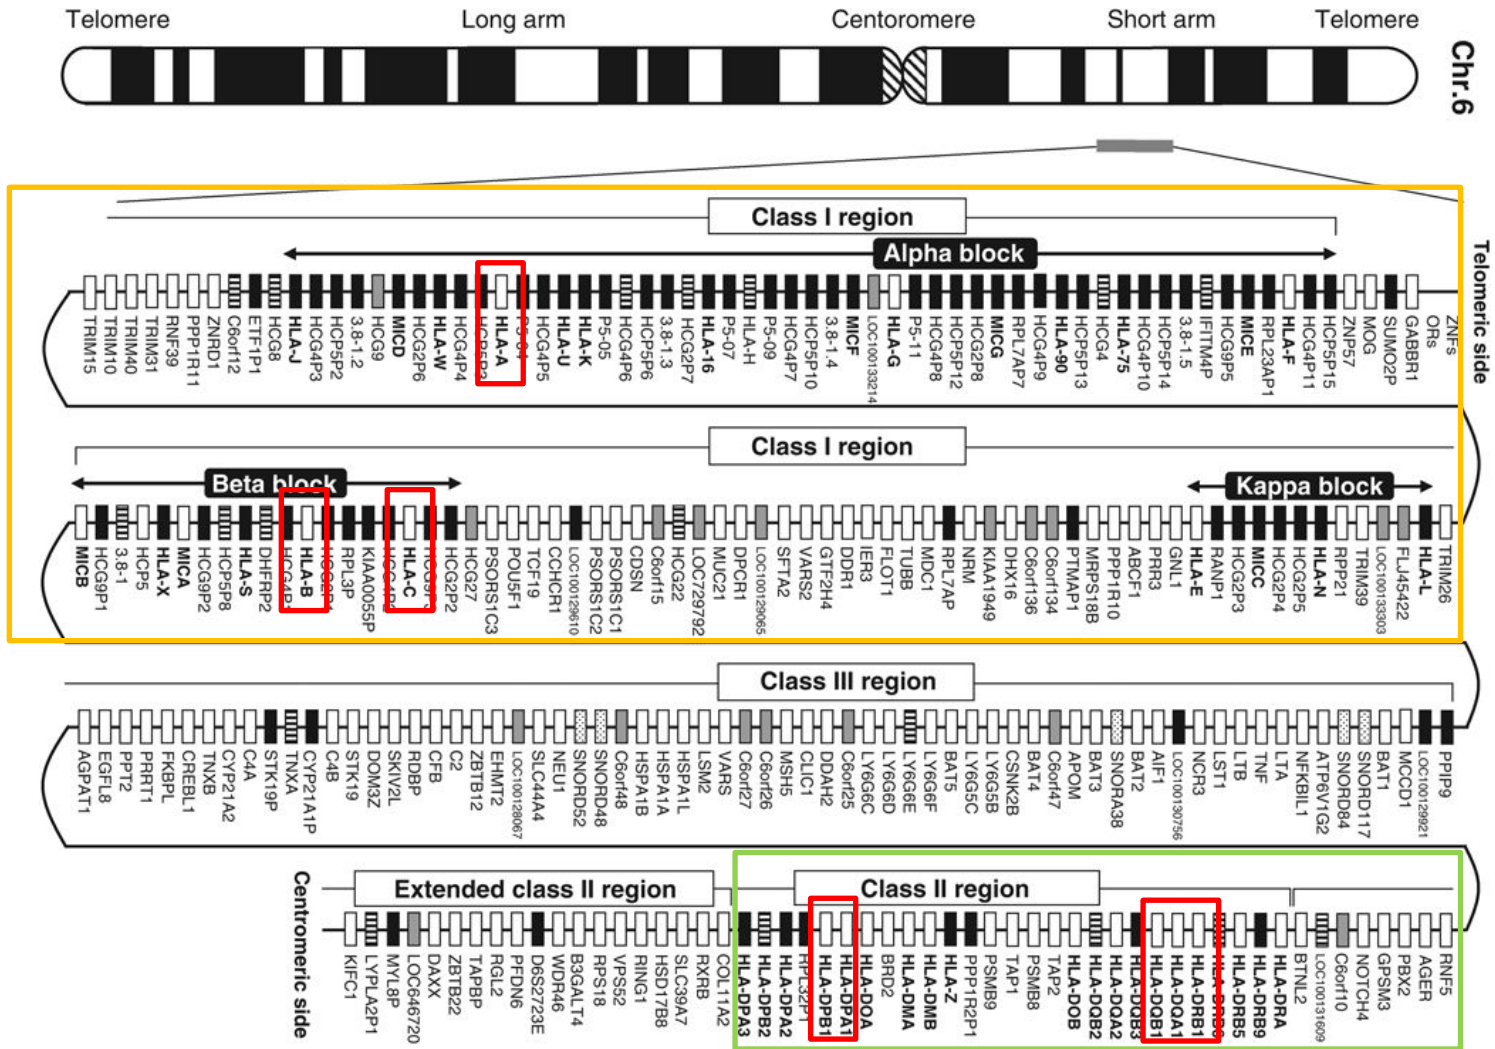 Telomere Long arm Centoromere Short arm Telomere
Chr.6
Class I region
Alpha block
Telomeric side
TRIM15 TRIM10 TRIM40 TRIM31 RNF39 PPP1R11 ZNRD1 C6orf12 ETF1P1 HCG8 HLA-J HCG4P3 HCP5P2 3.8-1.2 HCG9 MICD HCG2P6 HLA-W HCG4P4 HCP5P3 HLA-A HCG4P5 HLA-U HLA-K P5-05 HCG4P6 HCP5P6 3.8-1.3 HCG2P7 HLA-16 P5-07 HLA-H P5-09 HCG4P7 HCP5P10 3.8-1.4 MICF LOC100133214 HLA-G P5-11 HCG4P8 HCP5P12 HCG2P8 MICG RPL7AP7 HCG4P9 HLA-90 HCP5P13 HCG4 HLA-75 HCG4P10 HCP5P14 3.8-1.5 IFITM4P HCG9P5 MICE RPL23AP1 HLA-F HCG4P11 HCP5P15 ZNP57 MOG SUMO2P GABBR1 ORs ZNFs
Class I region
Beta block Kappa block
MICB HCG9P1 3.8-1 HCP5 HLA-X MICA HCG9P2 HCP5P8 HLA-S DHFRP2 HLA-B RPL3P KIAA0055P HLA-C HCG2P2 HCG27 PSORS1C3 POU5F1 TCF19 CCHCR1 LOC100129610 PSORS1C2 PSORS1C1 CDSN C6orf15 HCG22 LOC729792 MUC21 DPCR1 LOC100129065 SFTA2 VARS2 GTF2H4 DDR1 IER3 FLOT1 TUBB MDC1 RPL7AP NRM KIAA1949 DHX16 C6orf136 C6orf134 PTMAP1 MRPS18B PPP1R10 ABCF1 PRR3 GNL1 HLA-E RANP1 HCG2P3 MICC HCG2P4 HCG2P5 HLA-N RPP21 TRIM39 LOC100133303 FLJ45422 HLA-L TRIM26
Class III region
AGPAT1 EGFL8 PPT2 PRRT1 FKBPL CREBL1 TNXB CYP21A2 C4A STK19P TNXA CYP21A1P C4B STK19 DOM3Z SKIV2L RDBP CFB C2 ZBTB12 EHMT2 LOC100128067 SLC44A4 NEU1 SNORD52 SNORD48 C6orf48 HSPA1B HSPA1A HSPA1L LSM2 VARS C6orf27 C6orf26 MSH5 CLIC1 DDAH2 C6orf25 LY6G6C LY6G6D LY6G6E LY6G6F BAT5 LY6G5C LY6G5B CSNK2B BAT4 C6orf47 APOM BAT3 SNORA38 BAT2 AIF1 LOC100130756 NCR3 LST1 LTB TNF LTA NFKBIL1 ATP6V1G2 SNORD84 SNORD117 BAT1 MCCD1 LOC100129921 PPIP9
Extended class II region Class II region
Centromeric side
KIFC1 LYPLA2P1 MYL8P LOC646720 DAXX ZBTB22 TAPBP RGL2 PFDN6 D6S2723E WDR46 B3GALT4 RPS18 VPS52 RING1 HSD17B8 SLC39A7 RXRB COL11A2 HLA-DPA3 HLA-DPB2 HLA-DPA2 RPL32P1 HLA-DPB1 HLA-DPA1 HLA-DOA BRD2 HLA-DMA HLA-DMB HLA-Z PPP1R2P1 PSMB9 TAP1 PSMB8 TAP2 HLA-DOB HLA-DQB2 HLA-DQA2 HLA-DQB3 HLA-DQB1 HLA-DQA1 HLA-DRB1 HLA-DRB5 HLA-DRB9 HLA-DRA BTNL2 LOC100131609 C6orf10 NOTCH4 GPSM3 PBX2 AGER RNF5